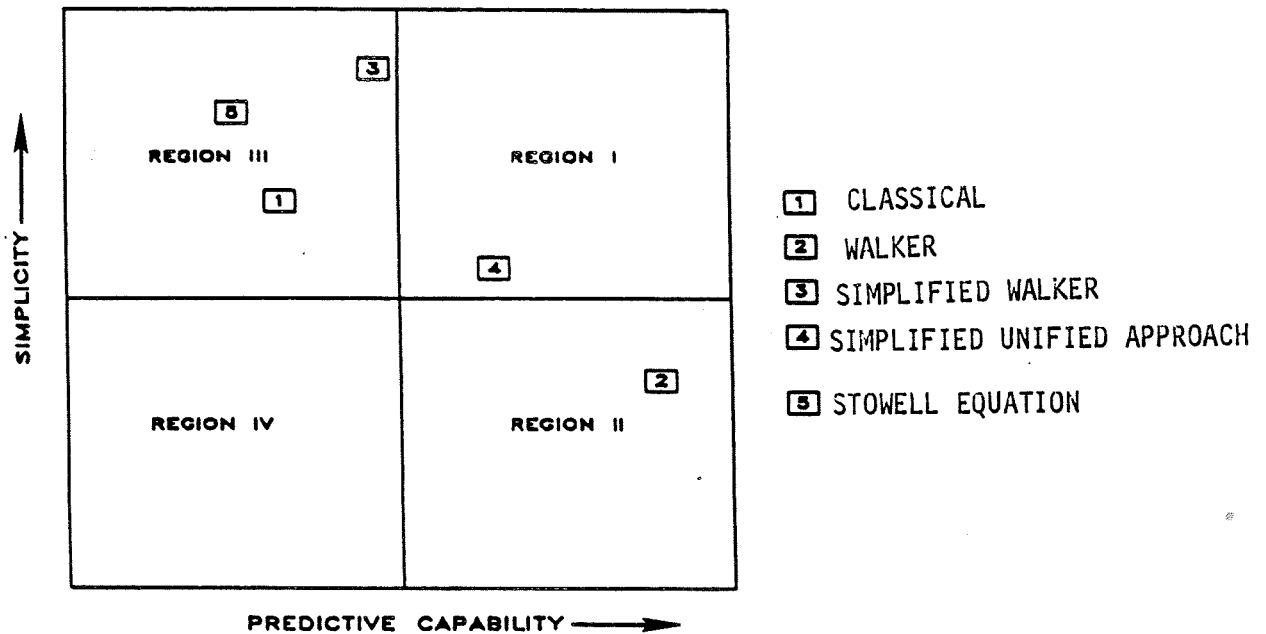 3
5
REGION III
REGION I
1
4
SIMPLICITY
2
REGION IV
REGION II
PREDICTIVE CAPABILITY
1 CLASSICAL
2 WALKER
3 SIMPLIFIED WALKER
4 SIMPLIFIED UNIFIED APPROACH
5 STOWELL EQUATION